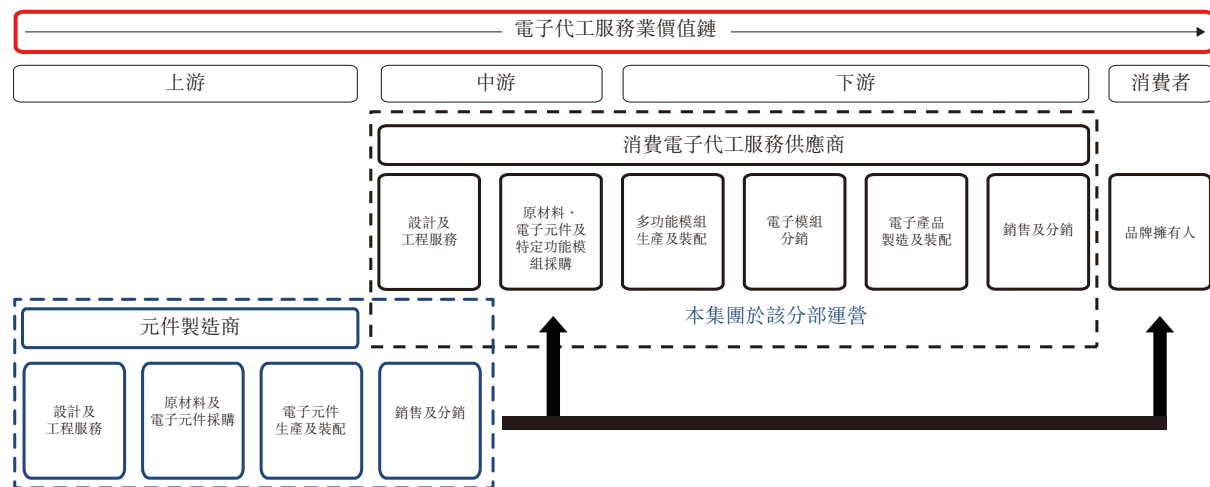 電子代工服務業價值鏈
上游
中游
下游
消費者
消費電子代工服務供應商
設計及
工程服務
原材料、
電子元件及
特定功能模
組採購
多功能模組
生產及裝配
電子模組
分銷
電子產品
製造及裝配
銷售及分銷
品牌擁有人
本集團於該分部運營
元件製造商
設計及
工程服務
原材料及
電子元件採購
電子元件
生產及裝配
銷售及分銷